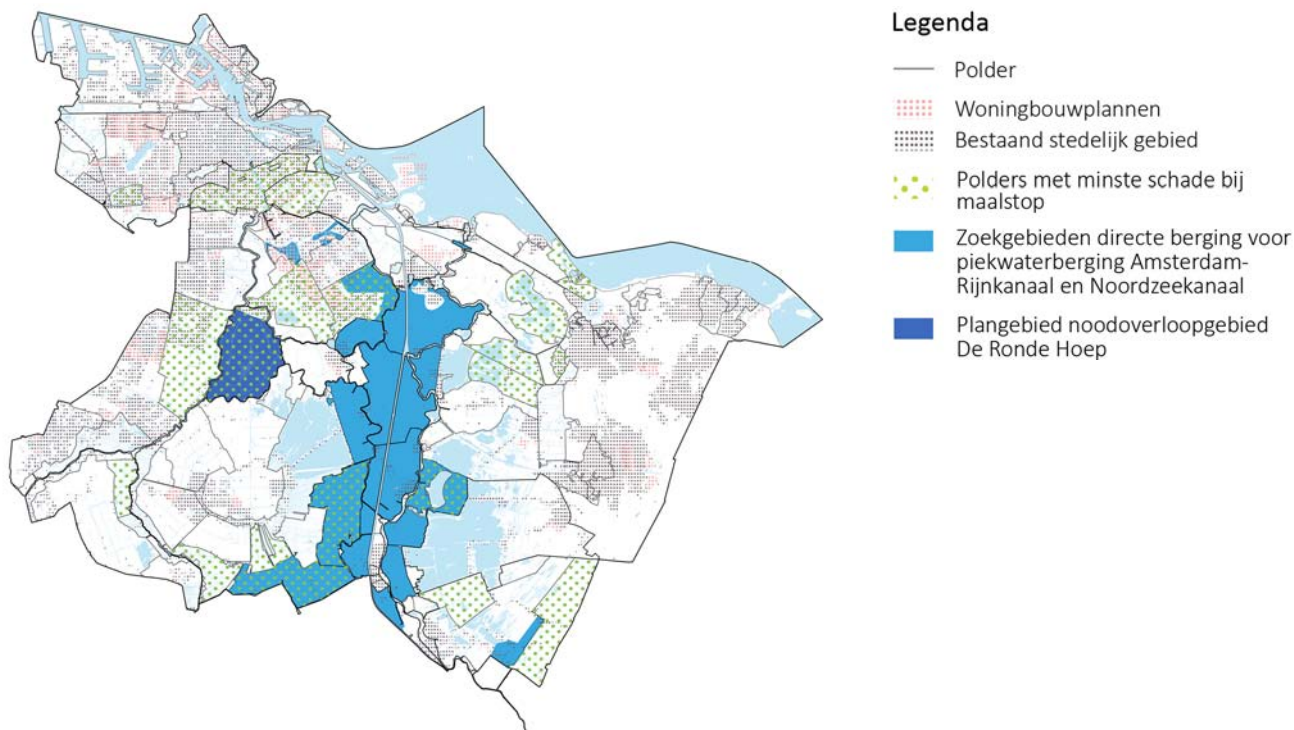 Legenda
Polder
Woningbouwplannen
Bestaand stedelijk gebied
Polders met minste schade bij
maalstop
Zoekgebieden directe berging voor
piekwaterberging Amsterdam-
Rijnkanaal en Noordzeekanaal
Plangebied noodoverloopgebied
De Ronde Hoep